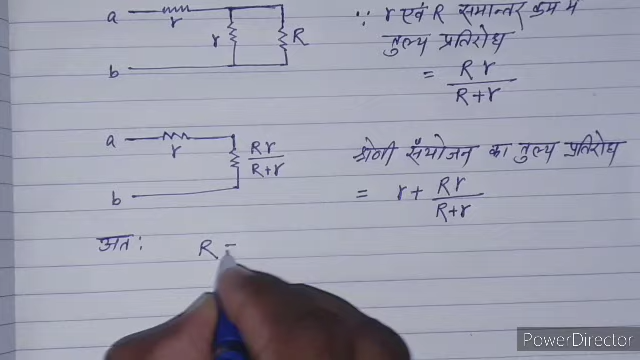 a r r R ∵ r एवं R समान्तर क्रम में
b तुल्य प्रतिरोध
= Rr / R+r
a r Rr / R+r श्रेणी संयोजन का तुल्य प्रतिरोध
b = r + Rr / R+r
अतः R =
PowerDirector